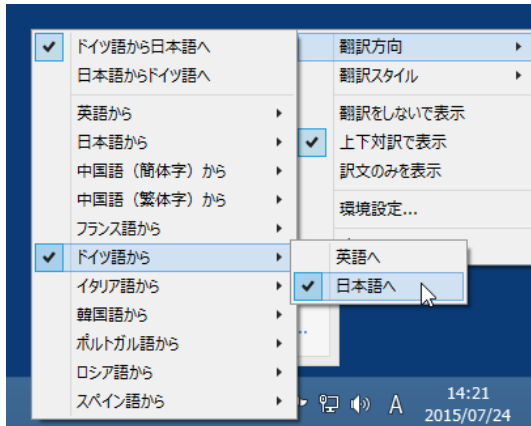 ドイツ語から日本語へ
日本語からドイツ語へ
英語から
日本語から
中国語（簡体字）から
中国語（繁体字）から
フランス語から
ドイツ語から
イタリア語から
韓国語から
ポルトガル語から
ロシア語から
スペイン語から
翻訳方向
翻訳スタイル
翻訳をしないで表示
上下対訳で表示
訳文のみを表示
環境設定...
英語へ
日本語へ
A
14:21
2015/07/24